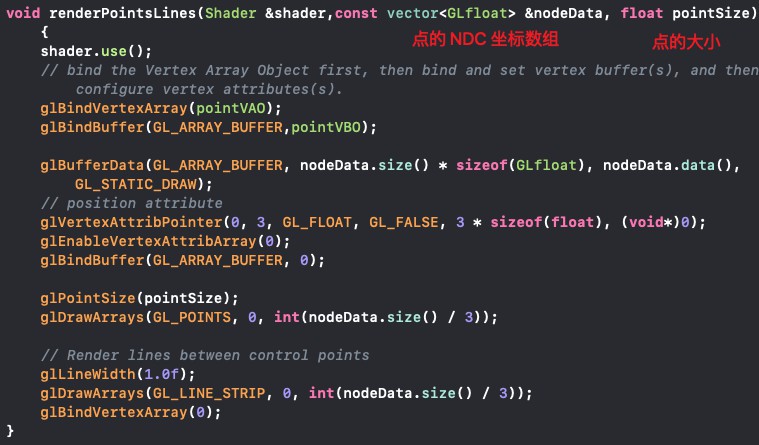 void renderPointsLines(Shader &shader,const vector<GLfloat> &nodeData, float pointSize)
{
点的 NDC 坐标数组
点的大小
shader.use();
// bind the Vertex Array Object first, then bind and set vertex buffer(s), and then
configure vertex attributes(s).
glBindVertexArray(pointVAO);
glBindBuffer(GL_ARRAY_BUFFER,pointVBO);
glBufferData(GL_ARRAY_BUFFER, nodeData.size() * sizeof(GLfloat), nodeData.data(),
GL_STATIC_DRAW);
// position attribute
glVertexAttribPointer(0, 3, GL_FLOAT, GL_FALSE, 3 * sizeof(float), (void*)0);
glEnableVertexAttribArray(0);
glBindBuffer(GL_ARRAY_BUFFER, 0);
glPointSize(pointSize);
glDrawArrays(GL_POINTS, 0, int(nodeData.size() / 3));
// Render lines between control points
glLineWidth(1.0f);
glDrawArrays(GL_LINE_STRIP, 0, int(nodeData.size() / 3));
glBindVertexArray(0);
}